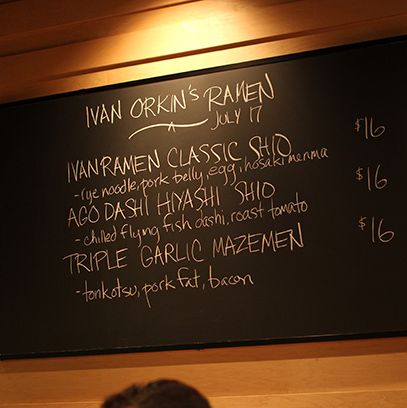 IVAN ORKIN'S RAMEN
JULY 17
IVAN RAMEN CLASSIC SHIO $16
- rye noodle, pork belly, egg, hosaki menma
AGO DASHI HIYASHI SHIO $16
- chilled flying fish dashi, roast tomato
TRIPLE GARLIC MAZEMEN $16
- tonkotsu, pork fat, bacon